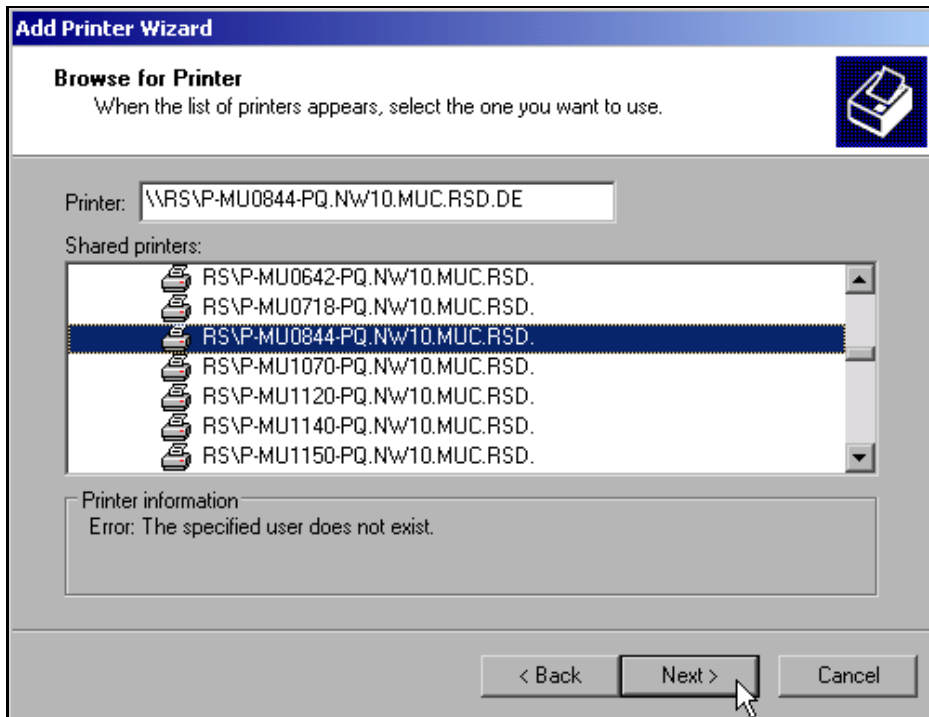 Add Printer Wizard
Browse for Printer
When the list of printers appears, select the one you want to use.
Printer: \\RS\P-MU0844-PQ.NW10.MUC.RSD.DE
Shared printers:
RS\P-MU0642-PQ.NW10.MUC.RSD.
RS\P-MU0718-PQ.NW10.MUC.RSD.
RS\P-MU0844-PQ.NW10.MUC.RSD.
RS\P-MU1070-PQ.NW10.MUC.RSD.
RS\P-MU1120-PQ.NW10.MUC.RSD.
RS\P-MU1140-PQ.NW10.MUC.RSD.
RS\P-MU1150-PQ.NW10.MUC.RSD.
Printer information
Error: The specified user does not exist.
< Back Next > Cancel